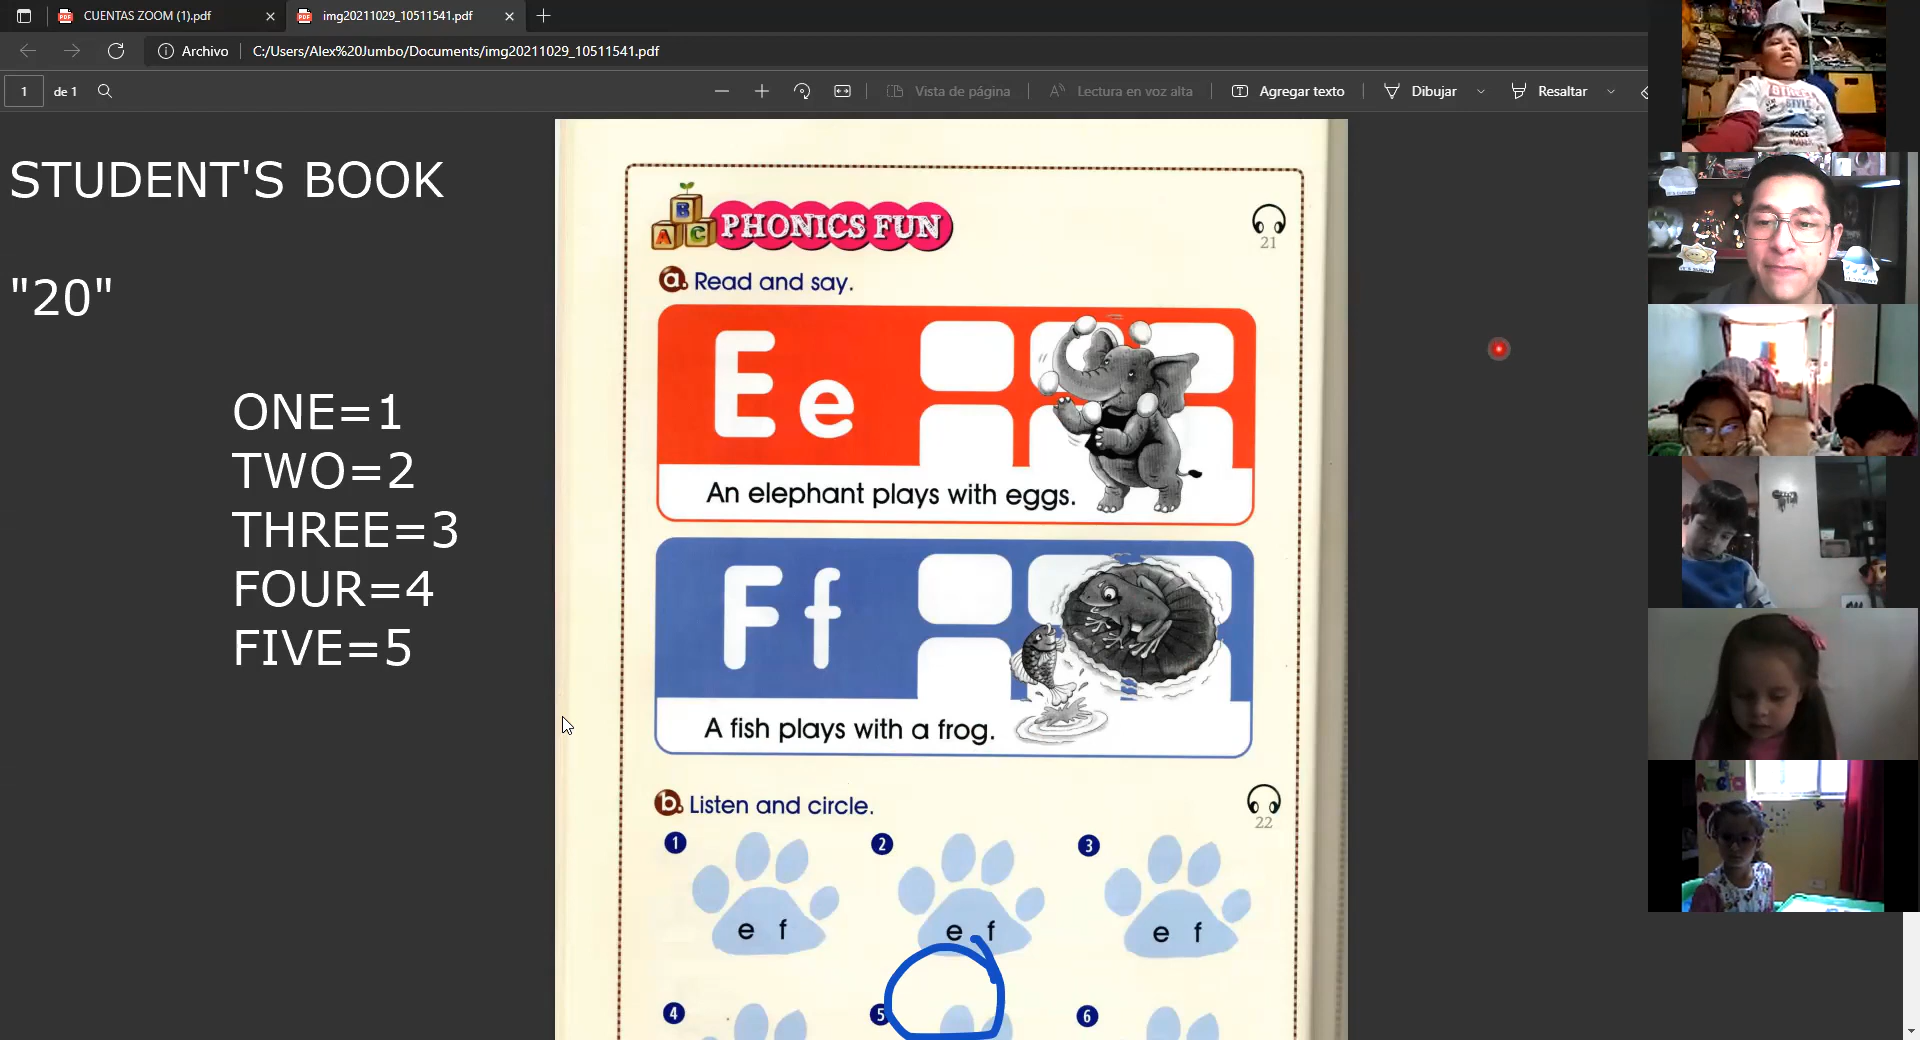 CUENTAS ZOOM (1).pdf
img20211029_10511541.pdf
Archivo
C:/Users/Alex%20Jumbo/Documents/img20211029_10511541.pdf
1 de 1
Vista de página
Lectura en voz alta
Agregar texto
Dibujar
Resaltar
STUDENT'S BOOK
"20"
ONE=1
TWO=2
THREE=3
FOUR=4
FIVE=5
A B C
PHONICS FUN
21
a. Read and say.
E e
An elephant plays with eggs.
F f
A fish plays with a frog.
b. Listen and circle.
22
1 2 3
e f e f e f
4 5 6
STREET
STYLE